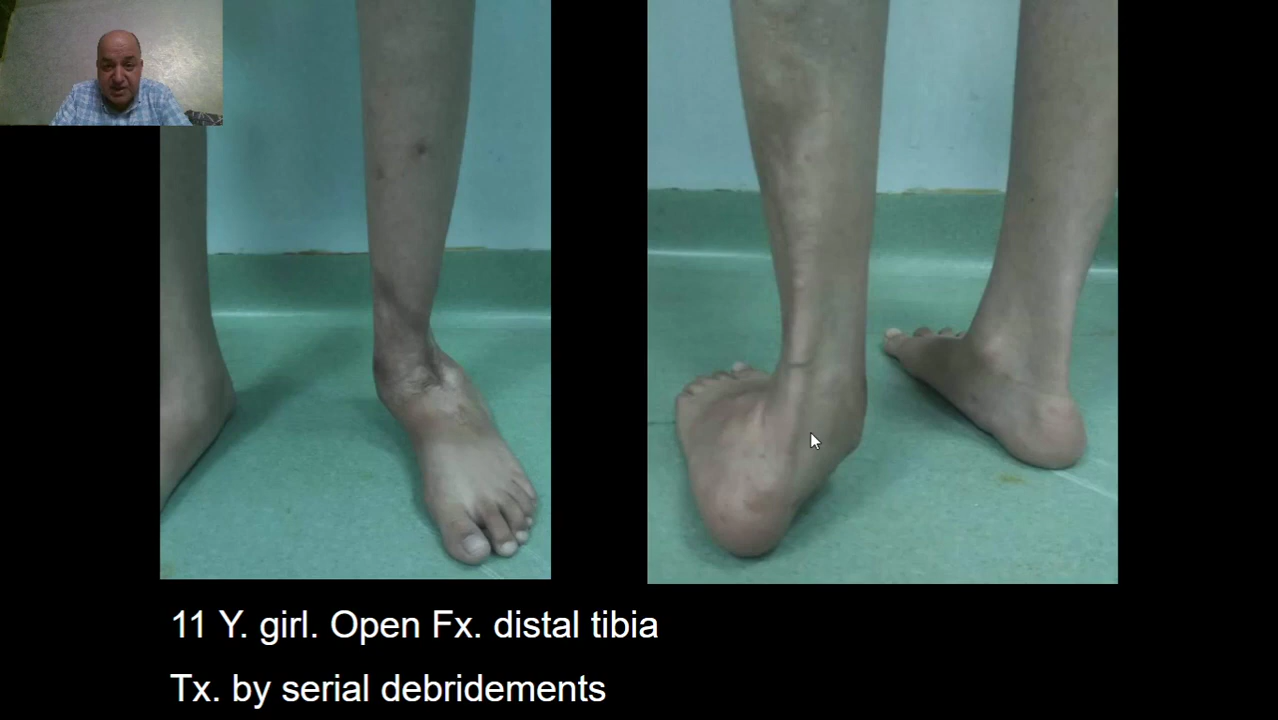 11 Y. girl. Open Fx. distal tibia
Tx. by serial debridements